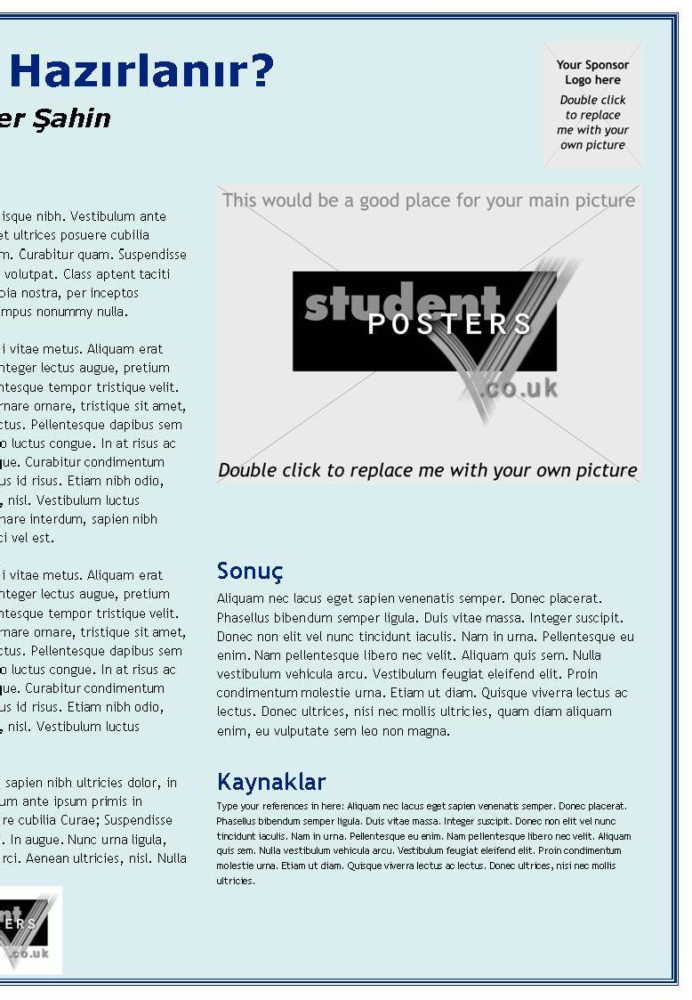 Hazırlanır?
er Şahin
Your Sponsor
Logo here
Double click
to replace
me with your
own picture
isque nibh. Vestibulum ante
et ultrices posuere cubilia
m. Curabitur quam. Suspendisse
volutpat. Class aptent taciti
bia nostra, per inceptos
mpus nonummy nulla.
i vitae metus. Aliquam erat
nteger lectus augue, pretium
ntesque tempor tristique velit.
rnare ornare, tristique sit amet,
ctus. Pellentesque dapibus sem
o luctus congue. In at risus ac
que. Curabitur condimentum
us id risus. Etiam nibh odio,
, nisl. Vestibulum luctus
nare interdum, sapien nibh
ci vel est.
i vitae metus. Aliquam erat
nteger lectus augue, pretium
ntesque tempor tristique velit.
rnare ornare, tristique sit amet,
ctus. Pellentesque dapibus sem
o luctus congue. In at risus ac
que. Curabitur condimentum
us id risus. Etiam nibh odio,
, nisl. Vestibulum luctus
sapien nibh ultricies dolor, in
um ante ipsum primis in
re cubilia Curae; Suspendisse
. In augue. Nunc urna ligula,
rci. Aenean ultricies, nisl. Nulla
nt
ERS
.co.uk
This would be a good place for your main picture
student
POSTERS
.co.uk
Double click to replace me with your own picture
Sonuç
Aliquam nec lacus eget sapien venenatis semper. Donec placerat.
Phasellus bibendum semper ligula. Duis vitae massa. Integer suscipit.
Donec non elit vel nunc tincidunt iaculis. Nam in urna. Pellentesque eu
enim. Nam pellentesque libero nec velit. Aliquam quis sem. Nulla
vestibulum vehicula arcu. Vestibulum feugiat eleifend elit. Proin
condimentum molestie urna. Etiam ut diam. Quisque viverra lectus ac
lectus. Donec ultrices, nisi nec mollis ultricies, quam diam aliquam
enim, eu vulputate sem leo non magna.
Kaynaklar
Type your references in here: Aliquam nec lacus eget sapien venenatis semper. Donec placerat.
Phasellus bibendum semper ligula. Duis vitae massa. Integer suscipit. Donec non elit vel nunc
tincidunt iaculis. Nam in urna. Pellentesque eu enim. Nam pellentesque libero nec velit. Aliquam
quis sem. Nulla vestibulum vehicula arcu. Vestibulum feugiat eleifend elit. Proin condimentum
molestie urna. Etiam ut diam. Quisque viverra lectus ac lectus. Donec ultrices, nisi nec mollis
ultricies.